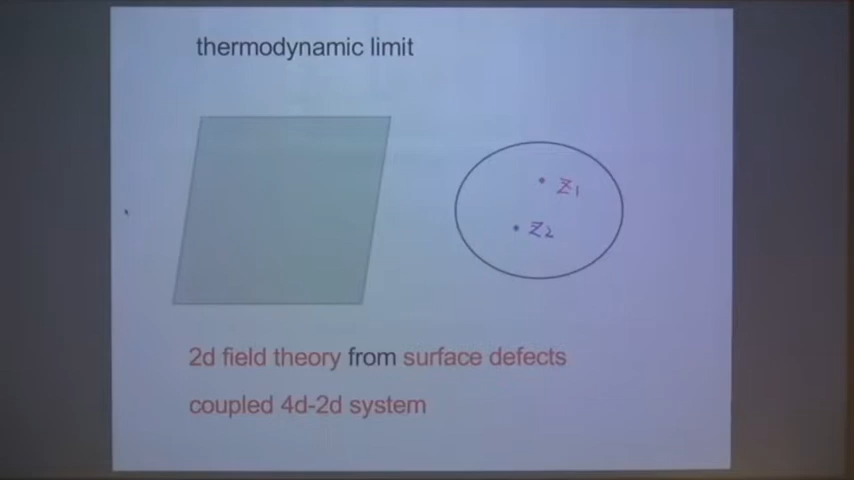 thermodynamic limit
z₁
z₂
2d field theory from surface defects
coupled 4d-2d system